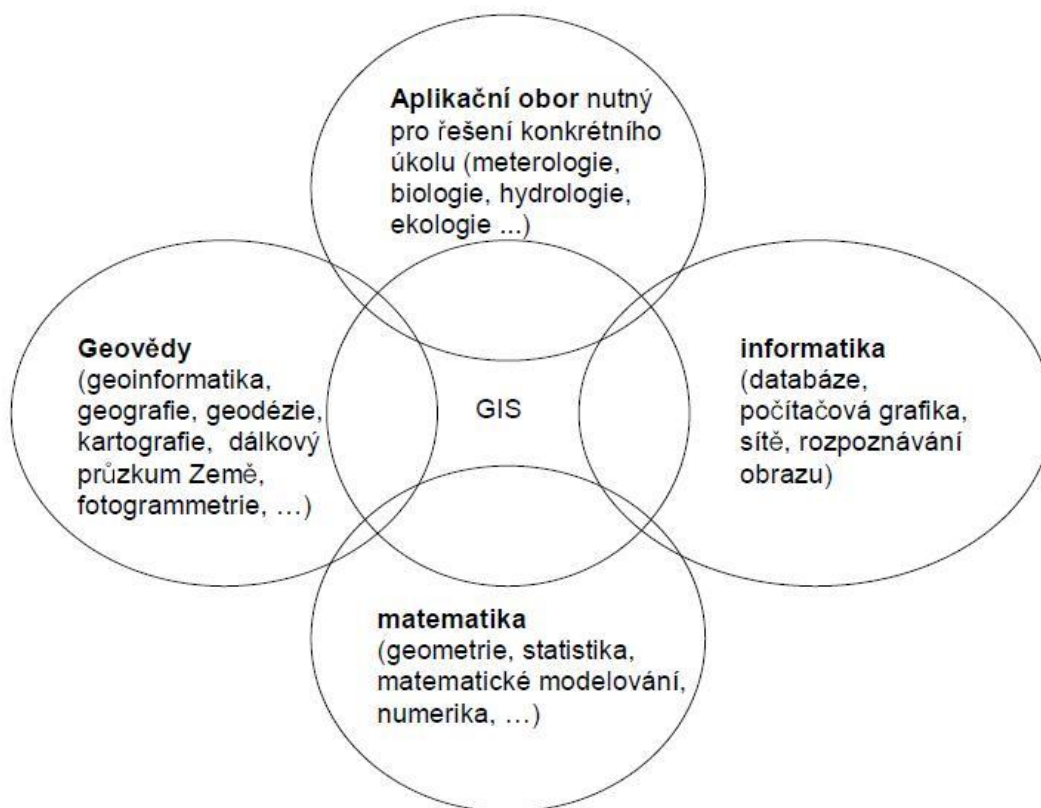 Aplikační obor nutný
pro řešení konkrétního
úkolu (meterologie,
biologie, hydrologie,
ekologie ...)
Geovědy
(geoinformatika,
geografie, geodézie,
kartografie, dálkový
průzkum Země,
fotogrammetrie, …)
GIS
informatika
(databáze,
počítačová grafika,
sítě, rozpoznávání
obrazu)
matematika
(geometrie, statistika,
matematické modelování,
numerika, …)